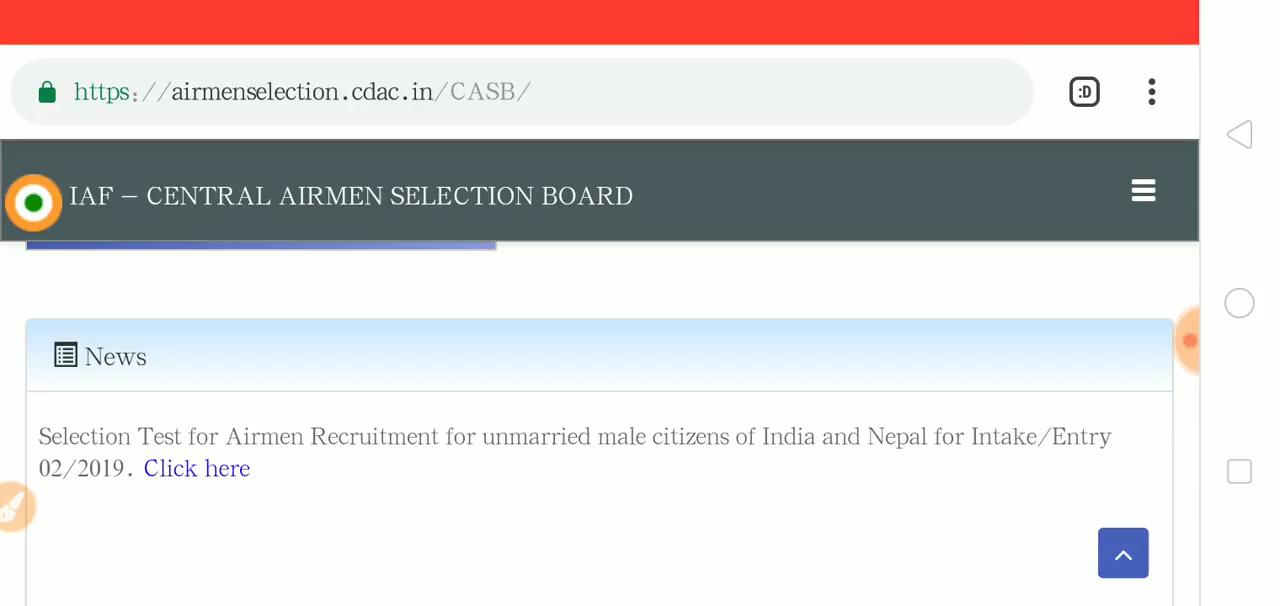 https://airmenselection.cdac.in/CASB/
:D
IAF – CENTRAL AIRMEN SELECTION BOARD
News
Selection Test for Airmen Recruitment for unmarried male citizens of India and Nepal for Intake/Entry
02/2019. Click here